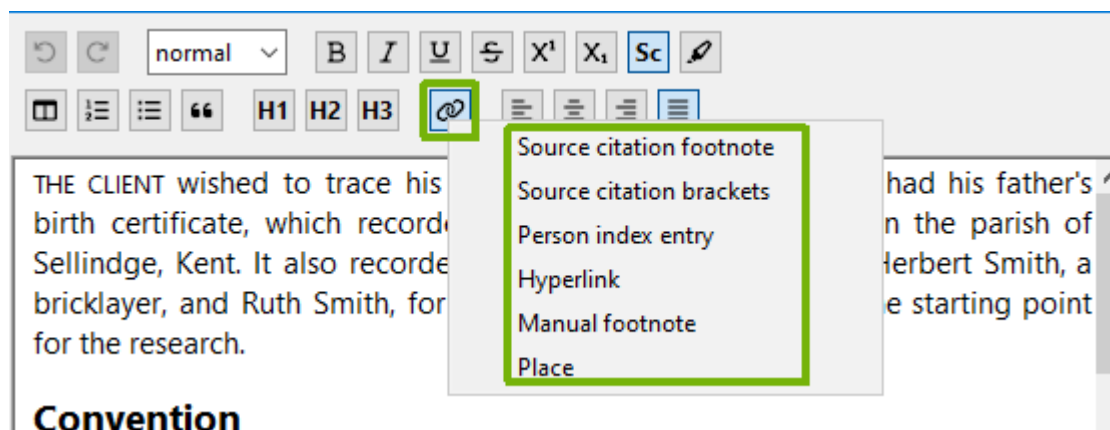 normal B I U S X¹ X₁ Sc
H1 H2 H3
Source citation footnote
Source citation brackets
Person index entry
Hyperlink
Manual footnote
Place
THE CLIENT wished to trace his had his father's
birth certificate, which record n the parish of
Sellindge, Kent. It also recorde Herbert Smith, a
bricklayer, and Ruth Smith, for e starting point
for the research.
Convention